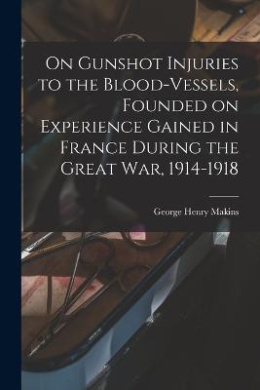 On Gunshot Injuries
to the Blood-Vessels,
Founded on
Experience Gained
in France During the
Great War, 1914-1918
George Henry Makins